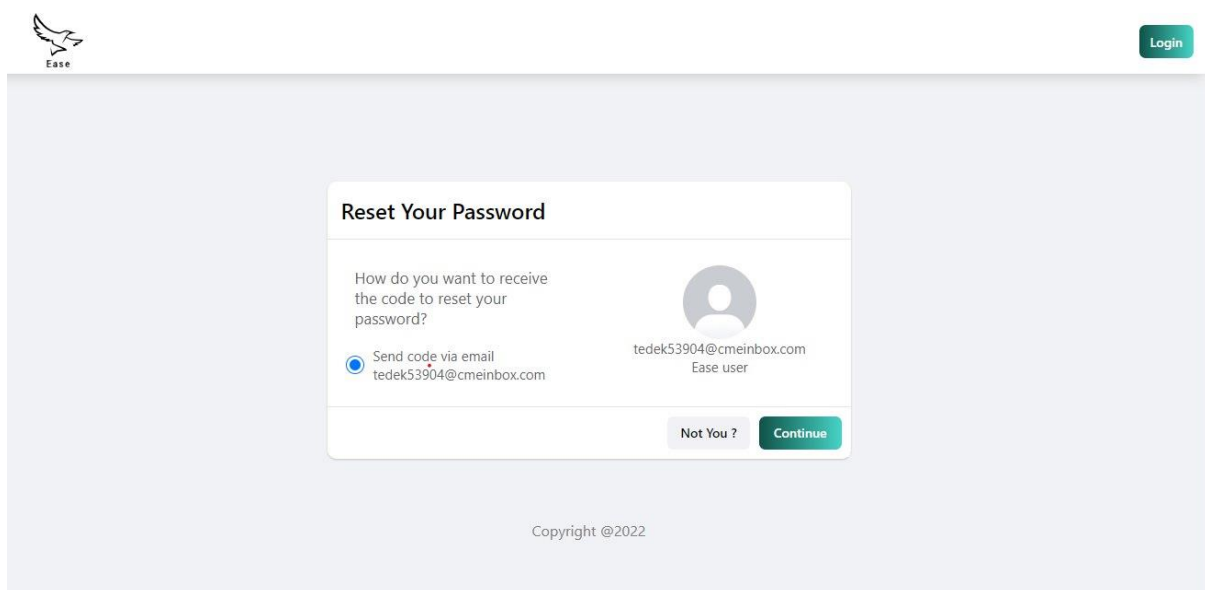 Ease
Login
Reset Your Password
How do you want to receive
the code to reset your
password?
Send code via email
tedek53904@cmeinbox.com
tedek53904@cmeinbox.com
Ease user
Not You ?
Continue
Copyright @2022